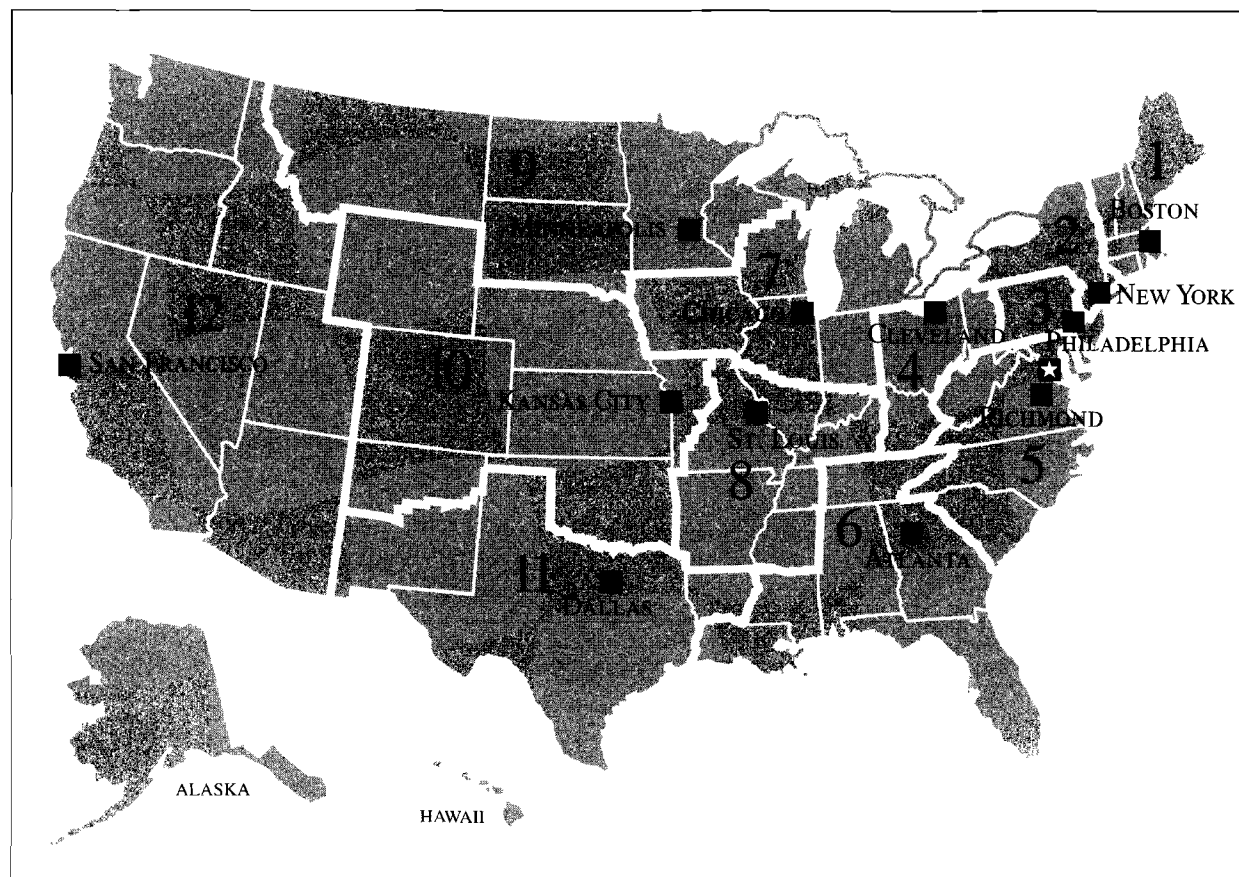 1
BOSTON
9
MINNEAPOLIS
2
7
NEW YORK
CHICAGO
3
CLEVELAND
12
PHILADELPHIA
SAN FRANCISCO
10
4
KANSAS CITY
RICHMOND
ST. LOUIS
5
8
6
ATLANTA
11
DALLAS
ALASKA
HAWAII